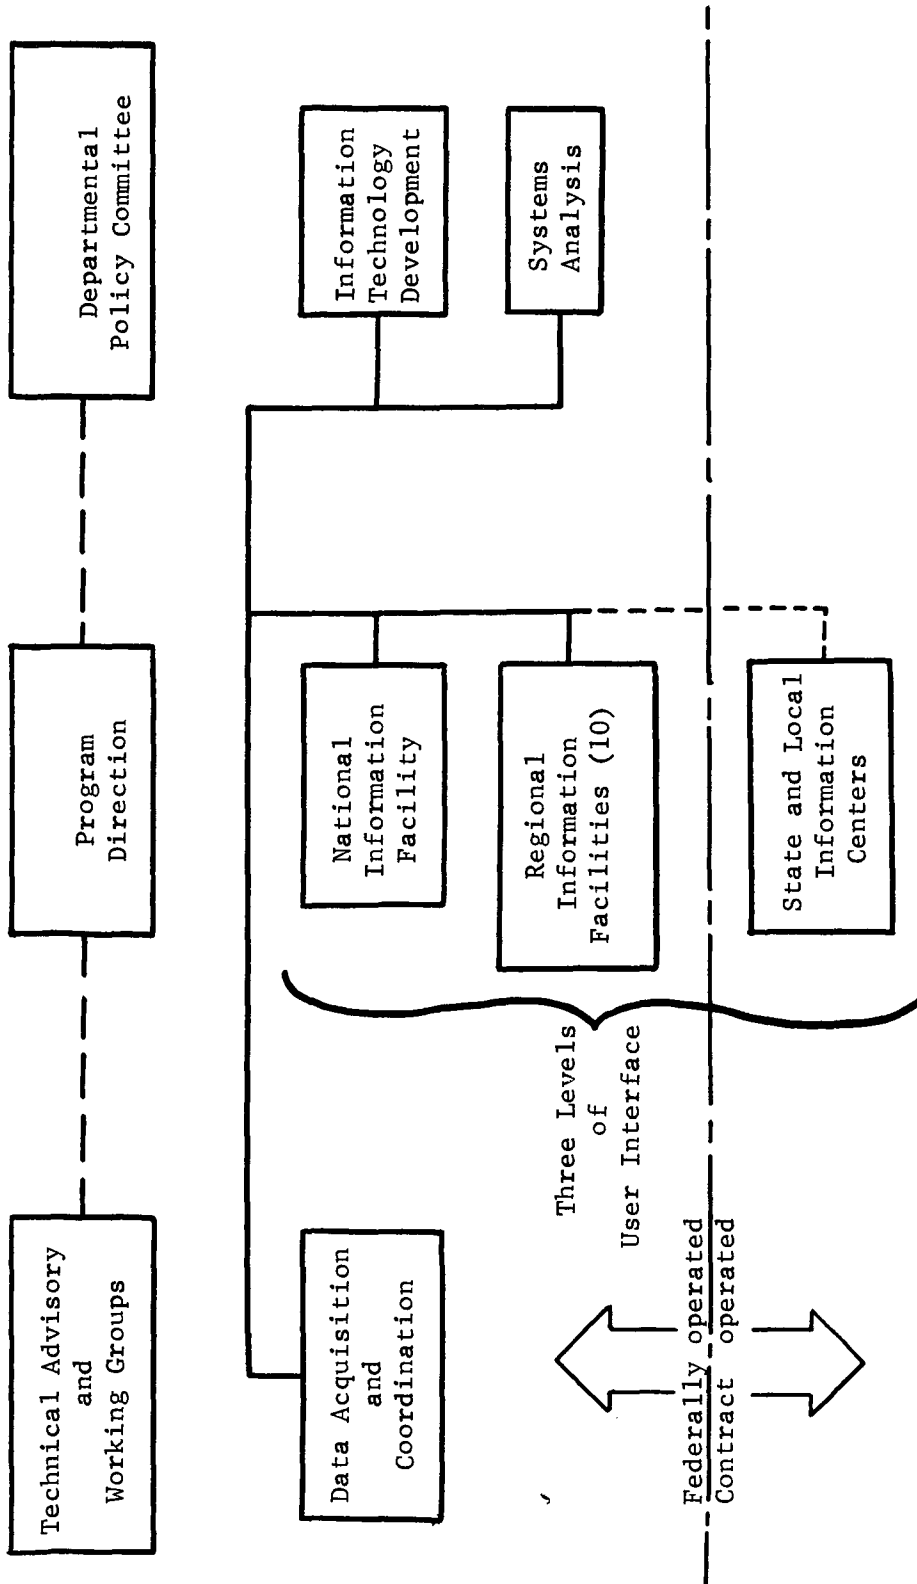 Technical Advisory
and
Working Groups
Program
Direction
Departmental
Policy Committee
Data Acquisition
and
Coordination
National
Information
Facility
Information
Technology
Development
Three Levels
of
User Interface
Regional
Information
Facilities (10)
Systems
Analysis
Federally operated
Contract operated
State and Local
Information
Centers